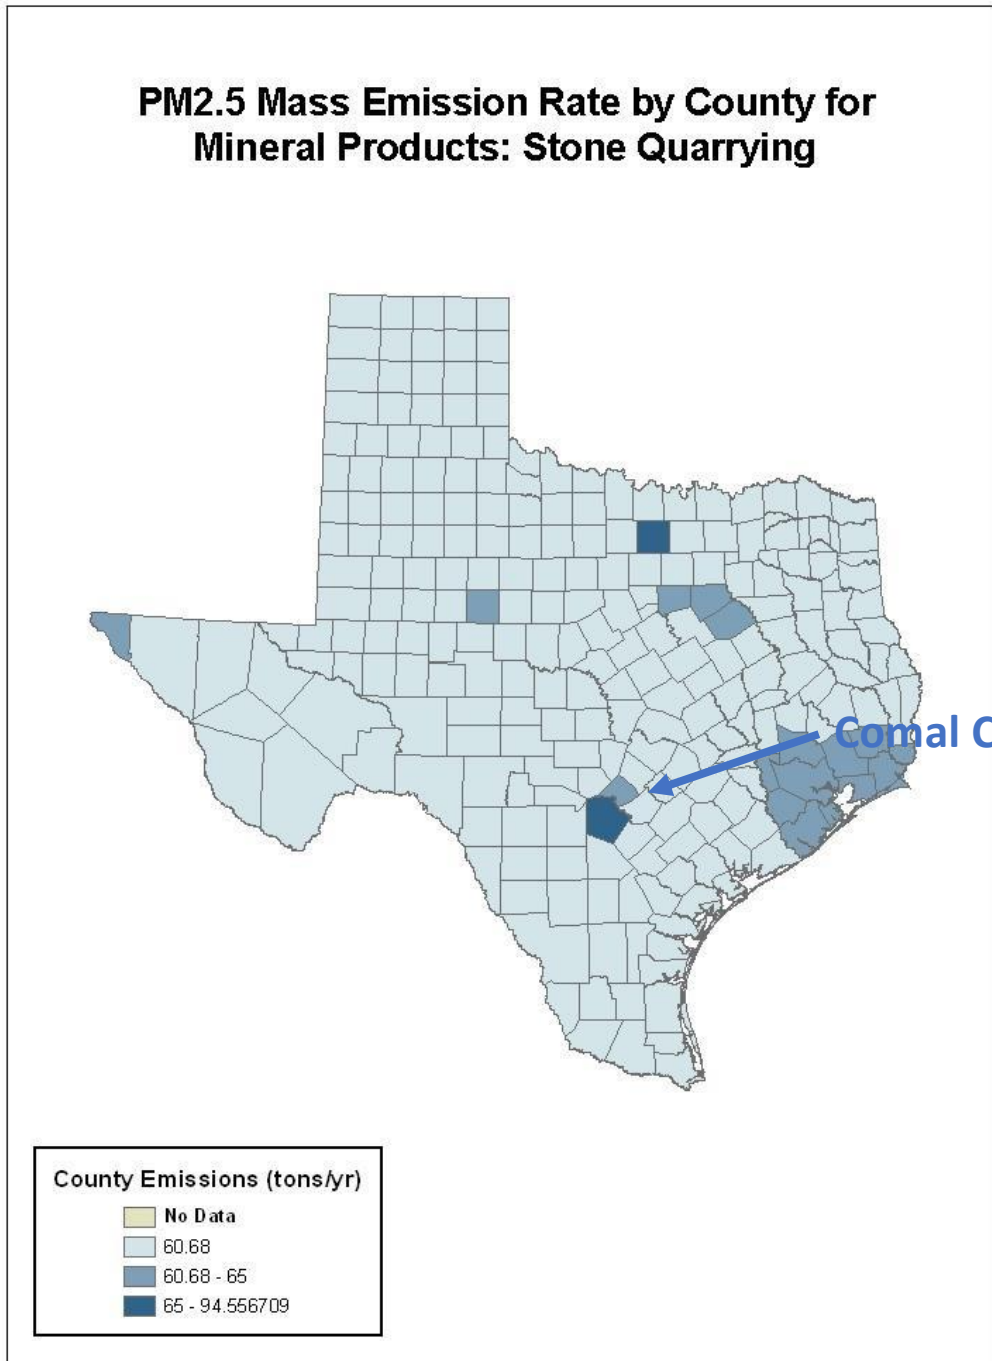 PM2.5 Mass Emission Rate by County for
Mineral Products: Stone Quarrying
Comal C
County Emissions (tons/yr)
No Data
60.68
60.68 - 65
65 - 94.556709